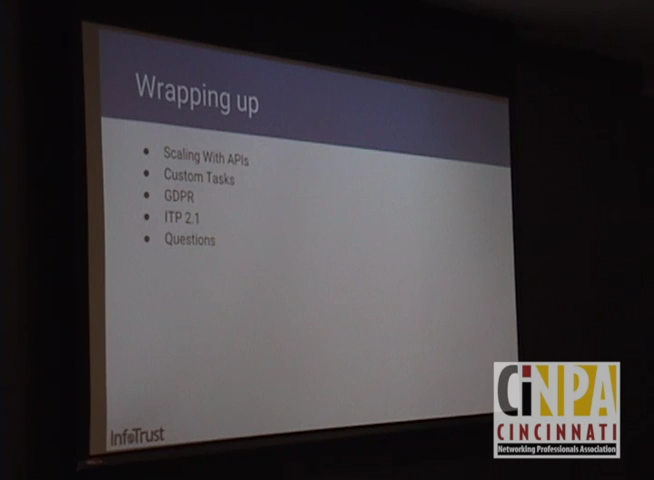 Wrapping up
● Scaling With APIs
● Custom Tasks
● GDPR
● ITP 2.1
● Questions
InfoTrust
CiNPA
CINCINNATI
Networking Professionals Association